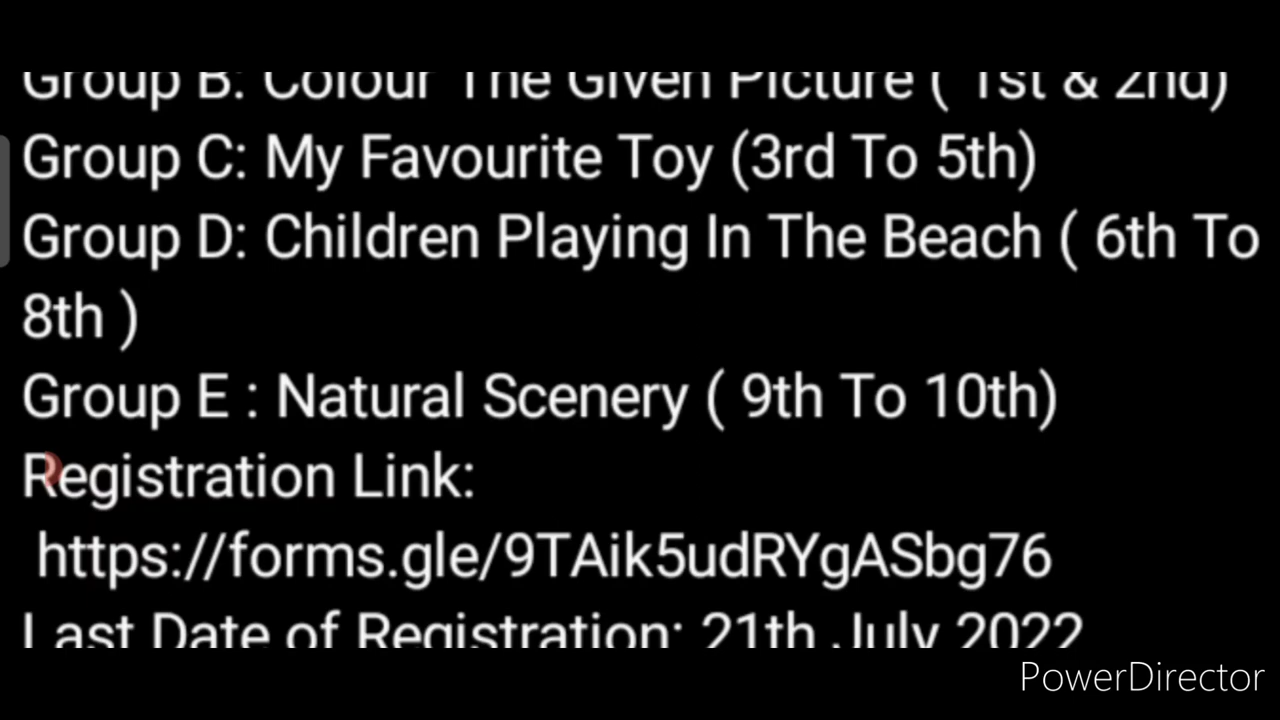 Group B: Colour The Given Picture ( 1st & 2nd)
Group C: My Favourite Toy (3rd To 5th)
Group D: Children Playing In The Beach ( 6th To
8th )
Group E : Natural Scenery ( 9th To 10th)
Registration Link:
https://forms.gle/9TAik5udRYgASbg76
Last Date of Registration: 21th July 2022
PowerDirector